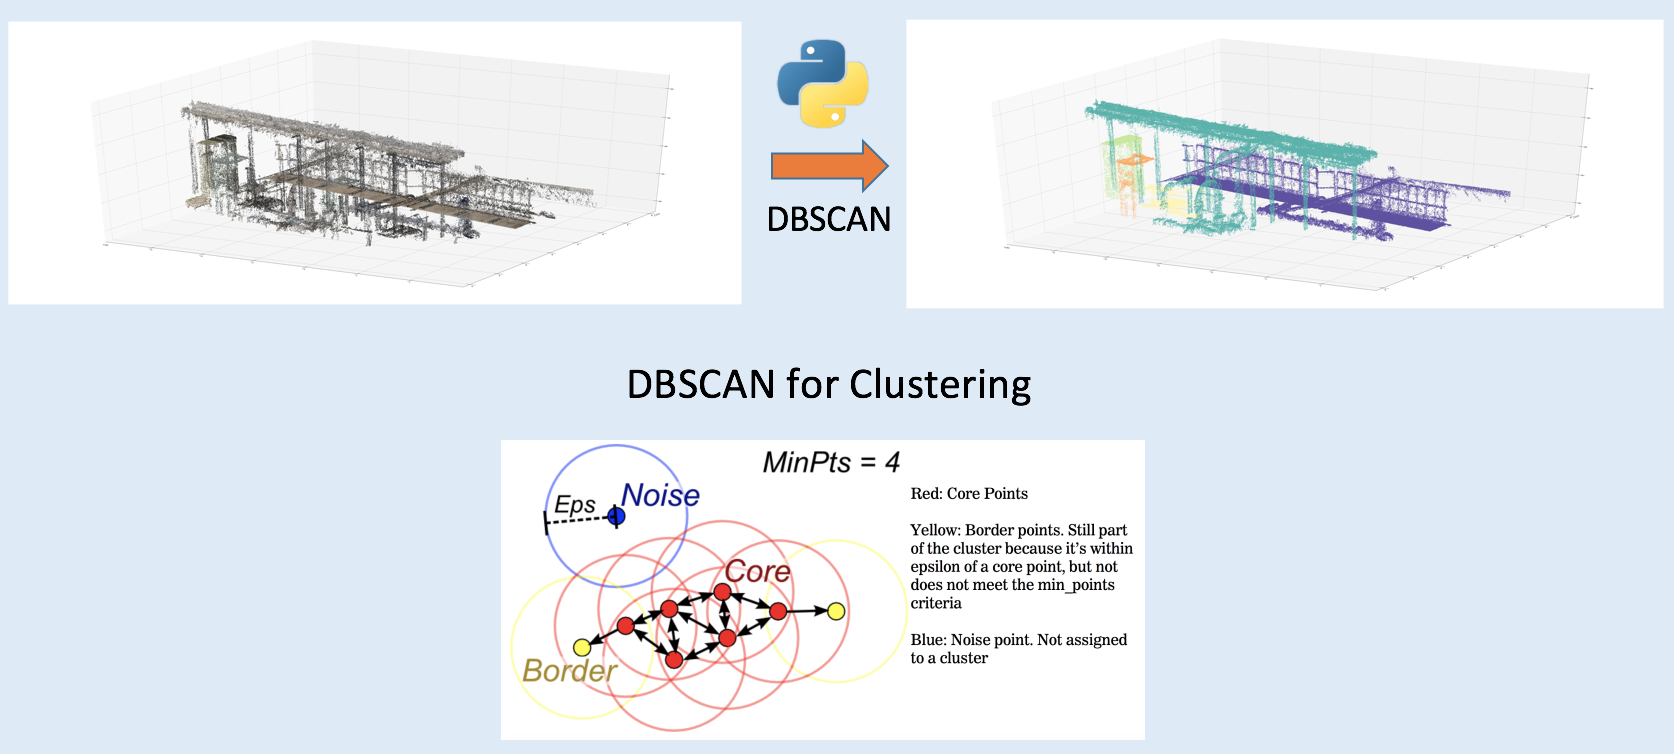 DBSCAN
DBSCAN for Clustering
MinPts = 4
Eps
Noise
Core
Border
Red: Core Points
Yellow: Border points. Still part
of the cluster because it's within
epsilon of a core point, but not
does not meet the min_points
criteria
Blue: Noise point. Not assigned
to a cluster